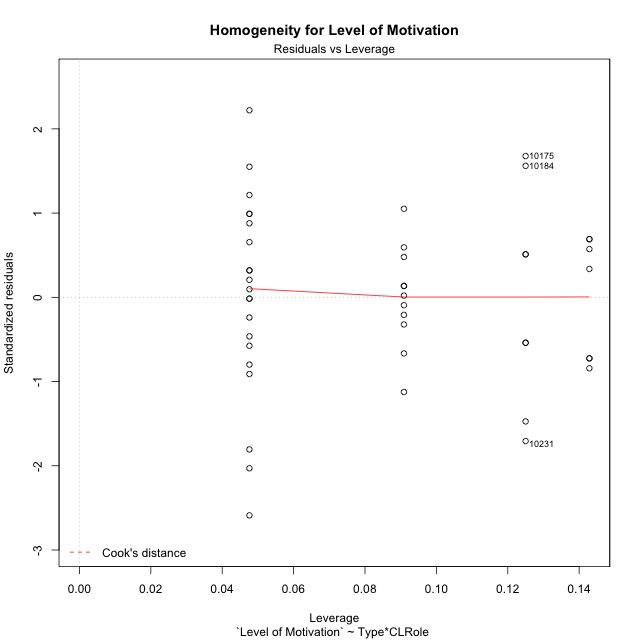 Homogeneity for Level of Motivation
Residuals vs Leverage
2
1
0
-1
-2
-3
Standardized residuals
10175
10184
10231
Cook's distance
0.00 0.02 0.04 0.06 0.08 0.10 0.12 0.14
Leverage
`Level of Motivation` ~ Type*CLRole